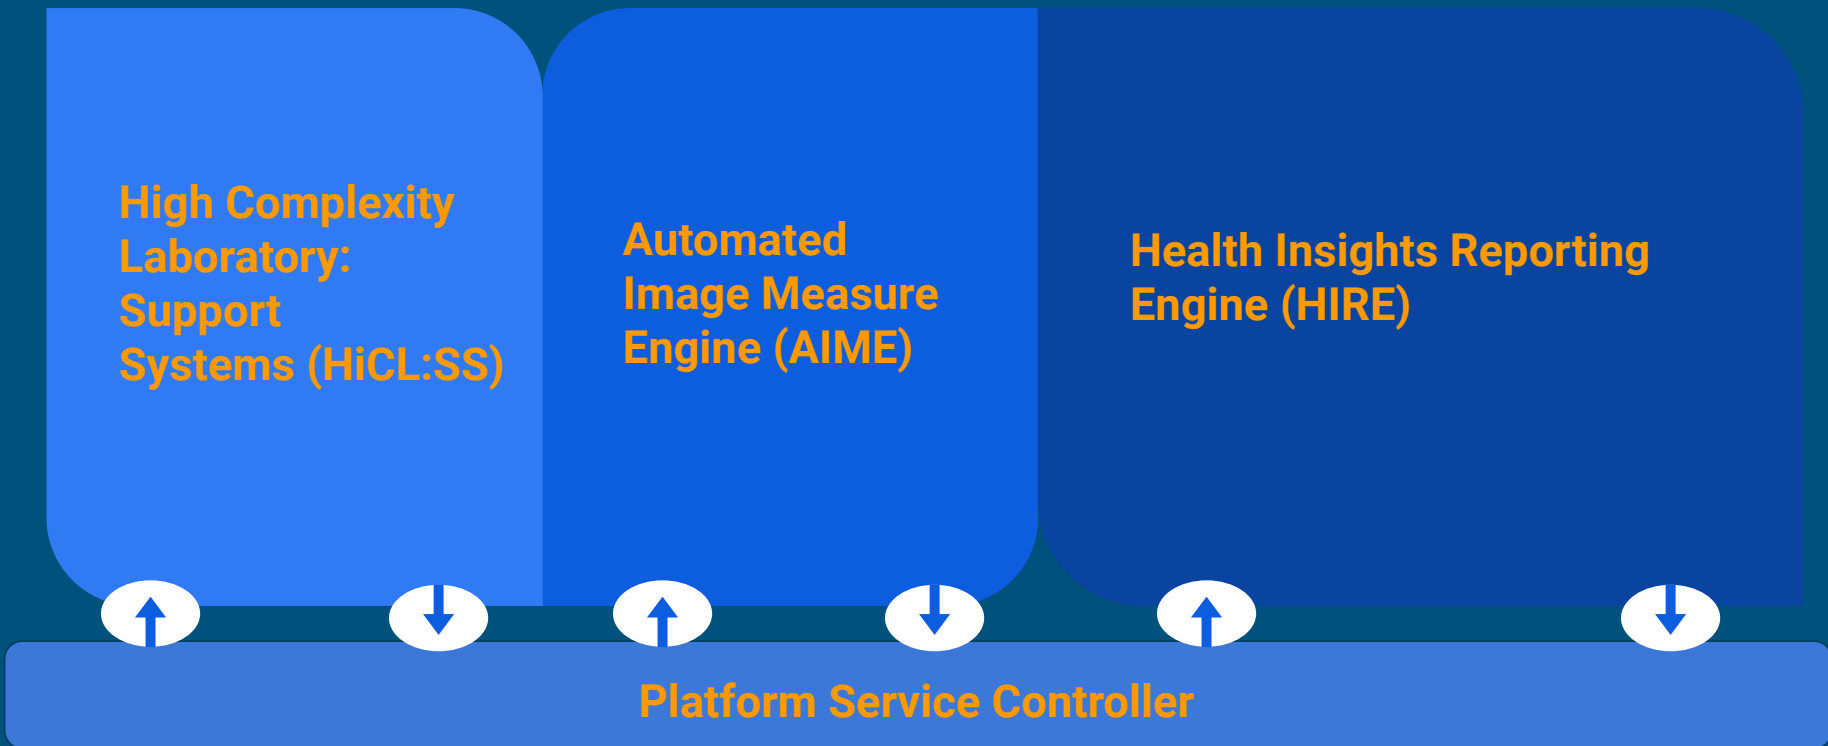 High Complexity
Laboratory:
Support
Systems (HiCL:SS)
Automated
Image Measure
Engine (AIME)
Health Insights Reporting
Engine (HIRE)
Platform Service Controller